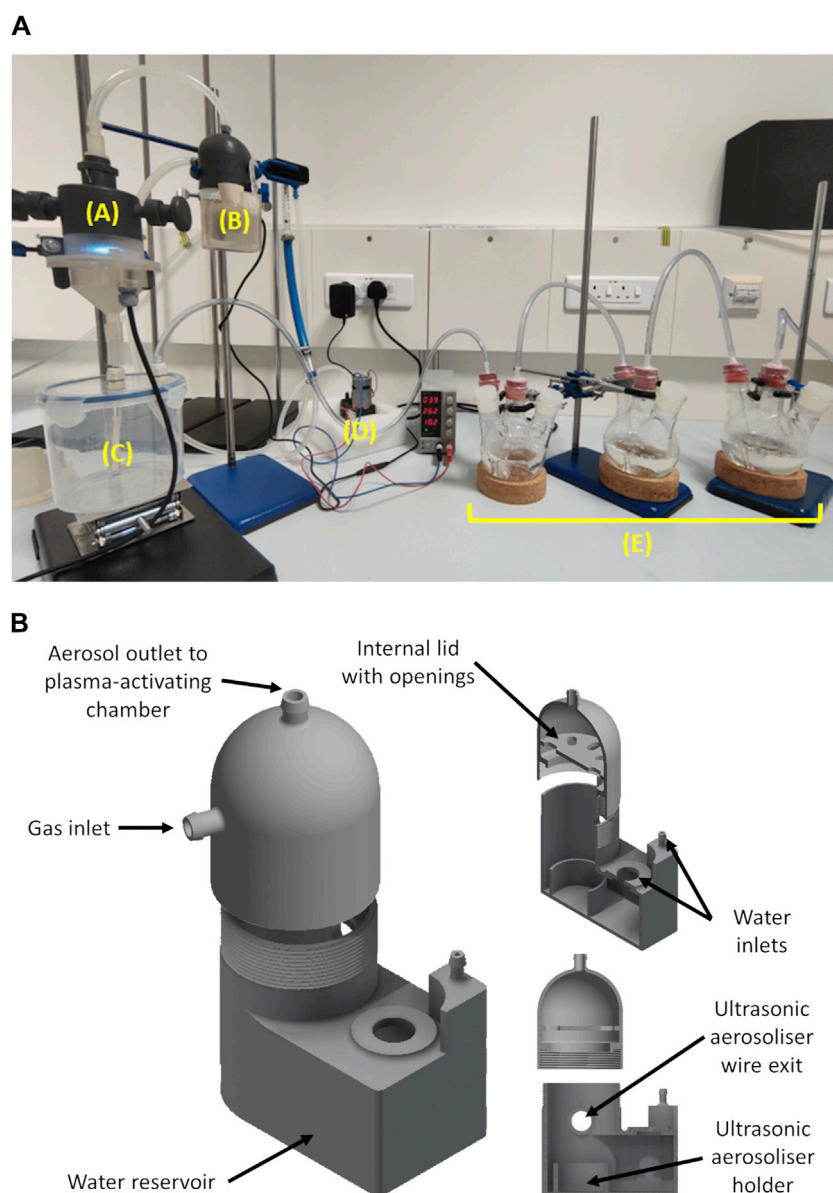 A
(A)
(B)
(C)
(D)
(E)
B
Aerosol outlet to
plasma-activating
chamber
Internal lid
with openings
Gas inlet
Water
inlets
Ultrasonic
aerosoliser
wire exit
Water reservoir
Ultrasonic
aerosoliser
holder